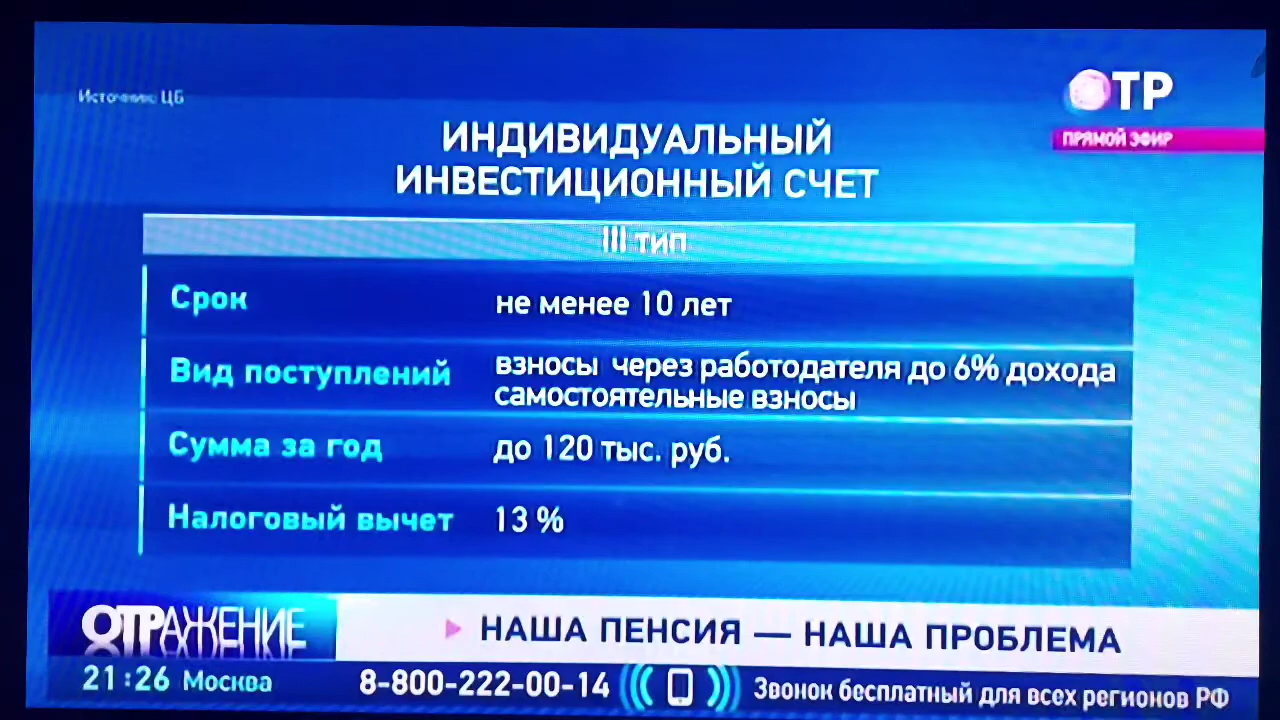 Источник: ЦБ
ОТР
ПРЯМОЙ ЭФИР
ИНДИВИДУАЛЬНЫЙ
ИНВЕСТИЦИОННЫЙ СЧЕТ
III тип
Срок не менее 10 лет
Вид поступлений взносы через работодателя до 6% дохода
самостоятельные взносы
Сумма за год до 120 тыс. руб.
Налоговый вычет 13 %
ОТРАЖЕНИЕ
НАША ПЕНСИЯ — НАША ПРОБЛЕМА
21:26 Москва 8-800-222-00-14 Звонок бесплатный для всех регионов РФ